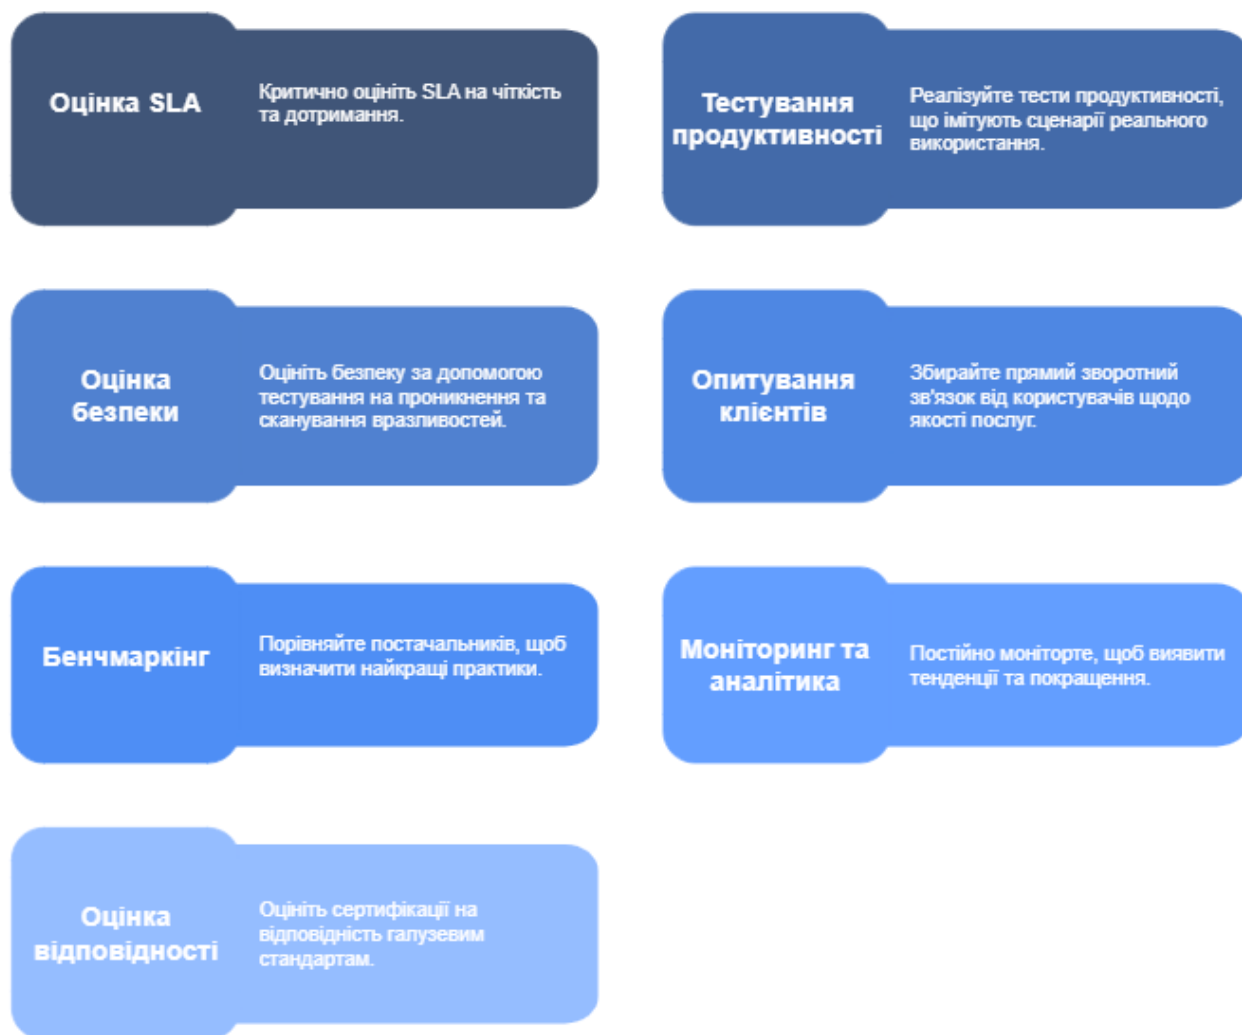 Оцінка SLA
Критично оцініть SLA на чіткість
та дотримання.
Тестування
продуктивності
Реалізуйте тести продуктивності,
що імітують сценарії реального
використання.
Оцінка
безпеки
Оцініть безпеку за допомогою
тестування на проникнення та
сканування вразливостей.
Опитування
клієнтів
Збирайте прямий зворотний
зв'язок від користувачів щодо
якості послуг.
Бенчмаркінг
Порівняйте постачальників, щоб
визначити найкращі практики.
Моніторинг та
аналітика
Постійно моніторте, щоб виявити
тенденції та покращення.
Оцінка
відповідності
Оцініть сертифікації на
відповідність галузевим
стандартам.